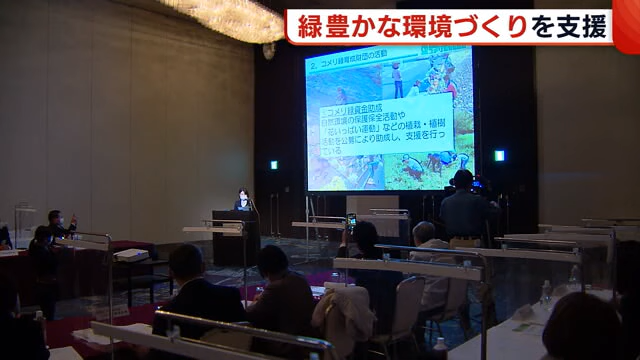 緑豊かな環境づくりを支援
2．コメリ緑育成財団の活動
①コメリ緑資金助成
自然環境の保護保全活動や
「花いっぱい運動」などの植栽・植樹
活動を公募により助成し、支援を行っ
ている